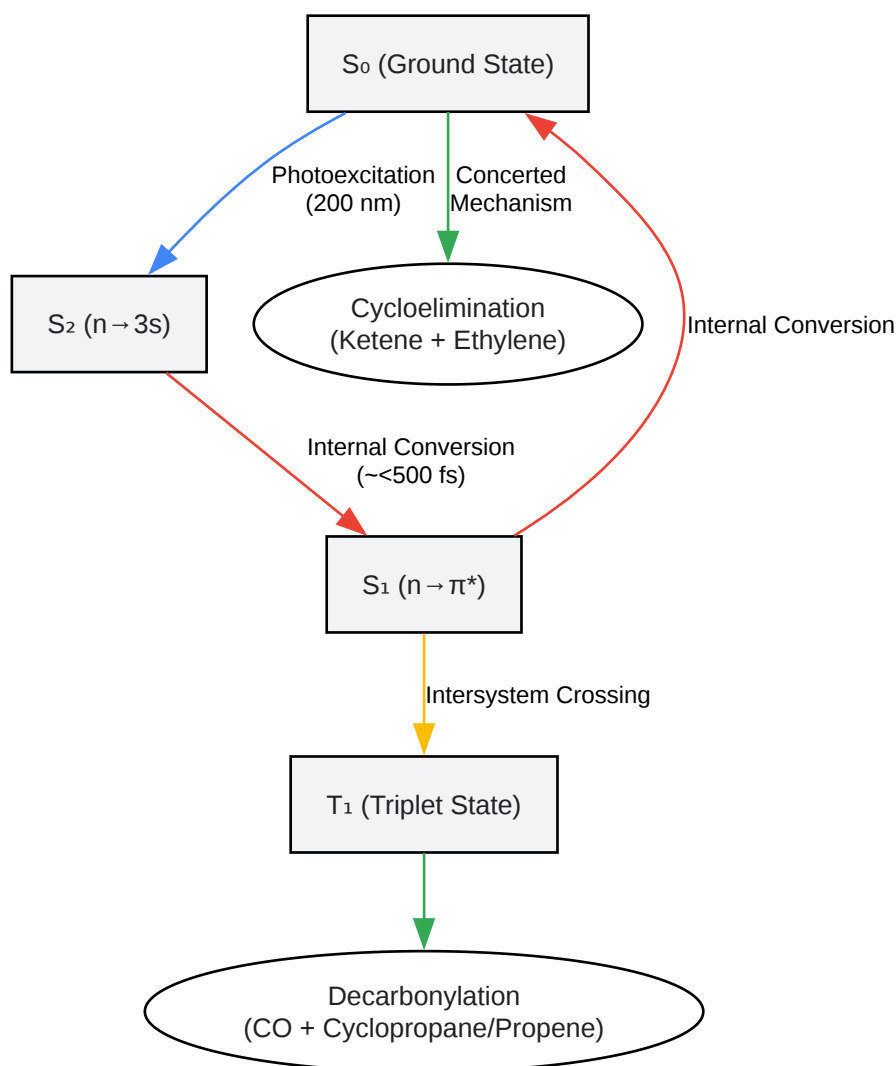 S₀ (Ground State)
Photoexcitation
(200 nm)
Concerted
Mechanism
S₂ (n→3s)
Cycloelimination
(Ketene + Ethylene)
Internal Conversion
Internal Conversion
(~<500 fs)
S₁ (n→π*)
Intersystem Crossing
T₁ (Triplet State)
Decarbonylation
(CO + Cyclopropane/Propene)